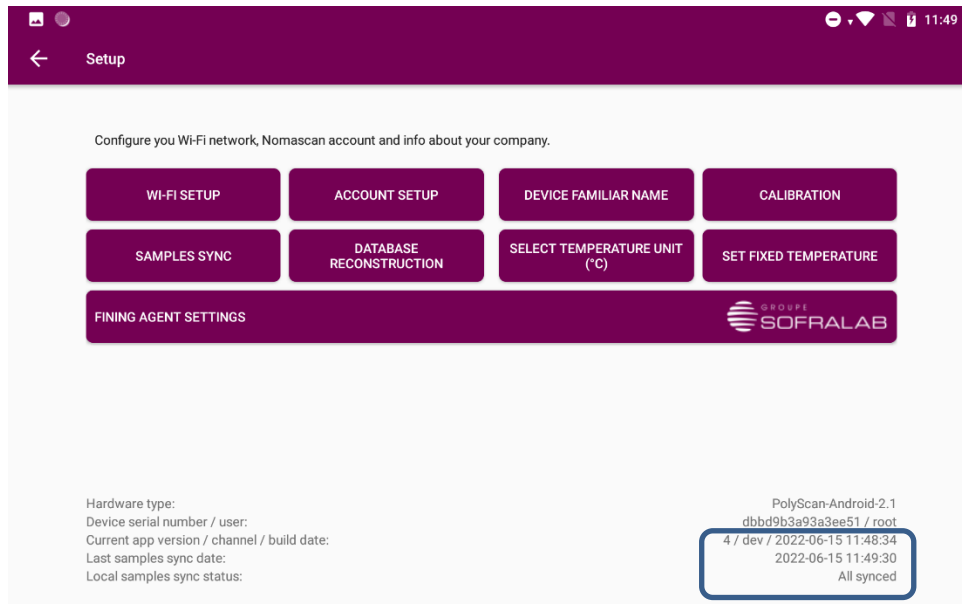 11:49
Setup
Configure you Wi-Fi network, Nomascan account and info about your company.
WI-FI SETUP
ACCOUNT SETUP
DEVICE FAMILIAR NAME
CALIBRATION
SAMPLES SYNC
DATABASE
RECONSTRUCTION
SELECT TEMPERATURE UNIT
(°C)
SET FIXED TEMPERATURE
FINING AGENT SETTINGS
GROUPE
SOFRALAB
Hardware type: PolyScan-Android-2.1
Device serial number / user: dbbd9b3a93a3ee51 / root
Current app version / channel / build date: 4 / dev / 2022-06-15 11:48:34
Last samples sync date: 2022-06-15 11:49:30
Local samples sync status: All synced